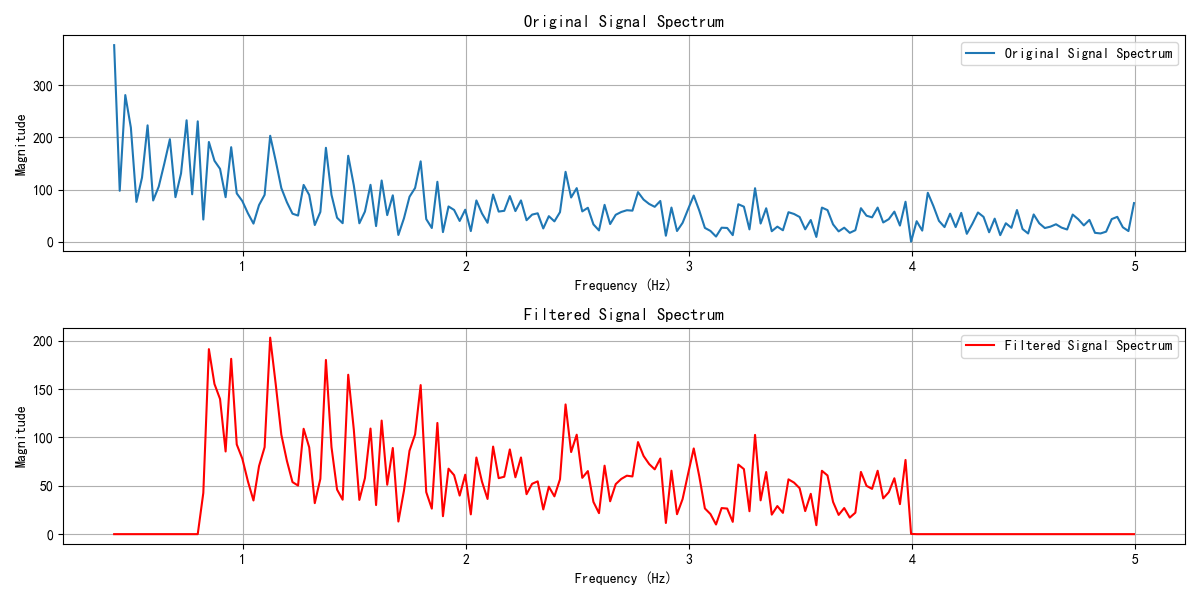 Original Signal Spectrum
Original Signal Spectrum
Magnitude
300
200
100
0
1 2 3 4 5
Frequency (Hz)
Filtered Signal Spectrum
Filtered Signal Spectrum
Magnitude
200
150
100
50
0
1 2 3 4 5
Frequency (Hz)